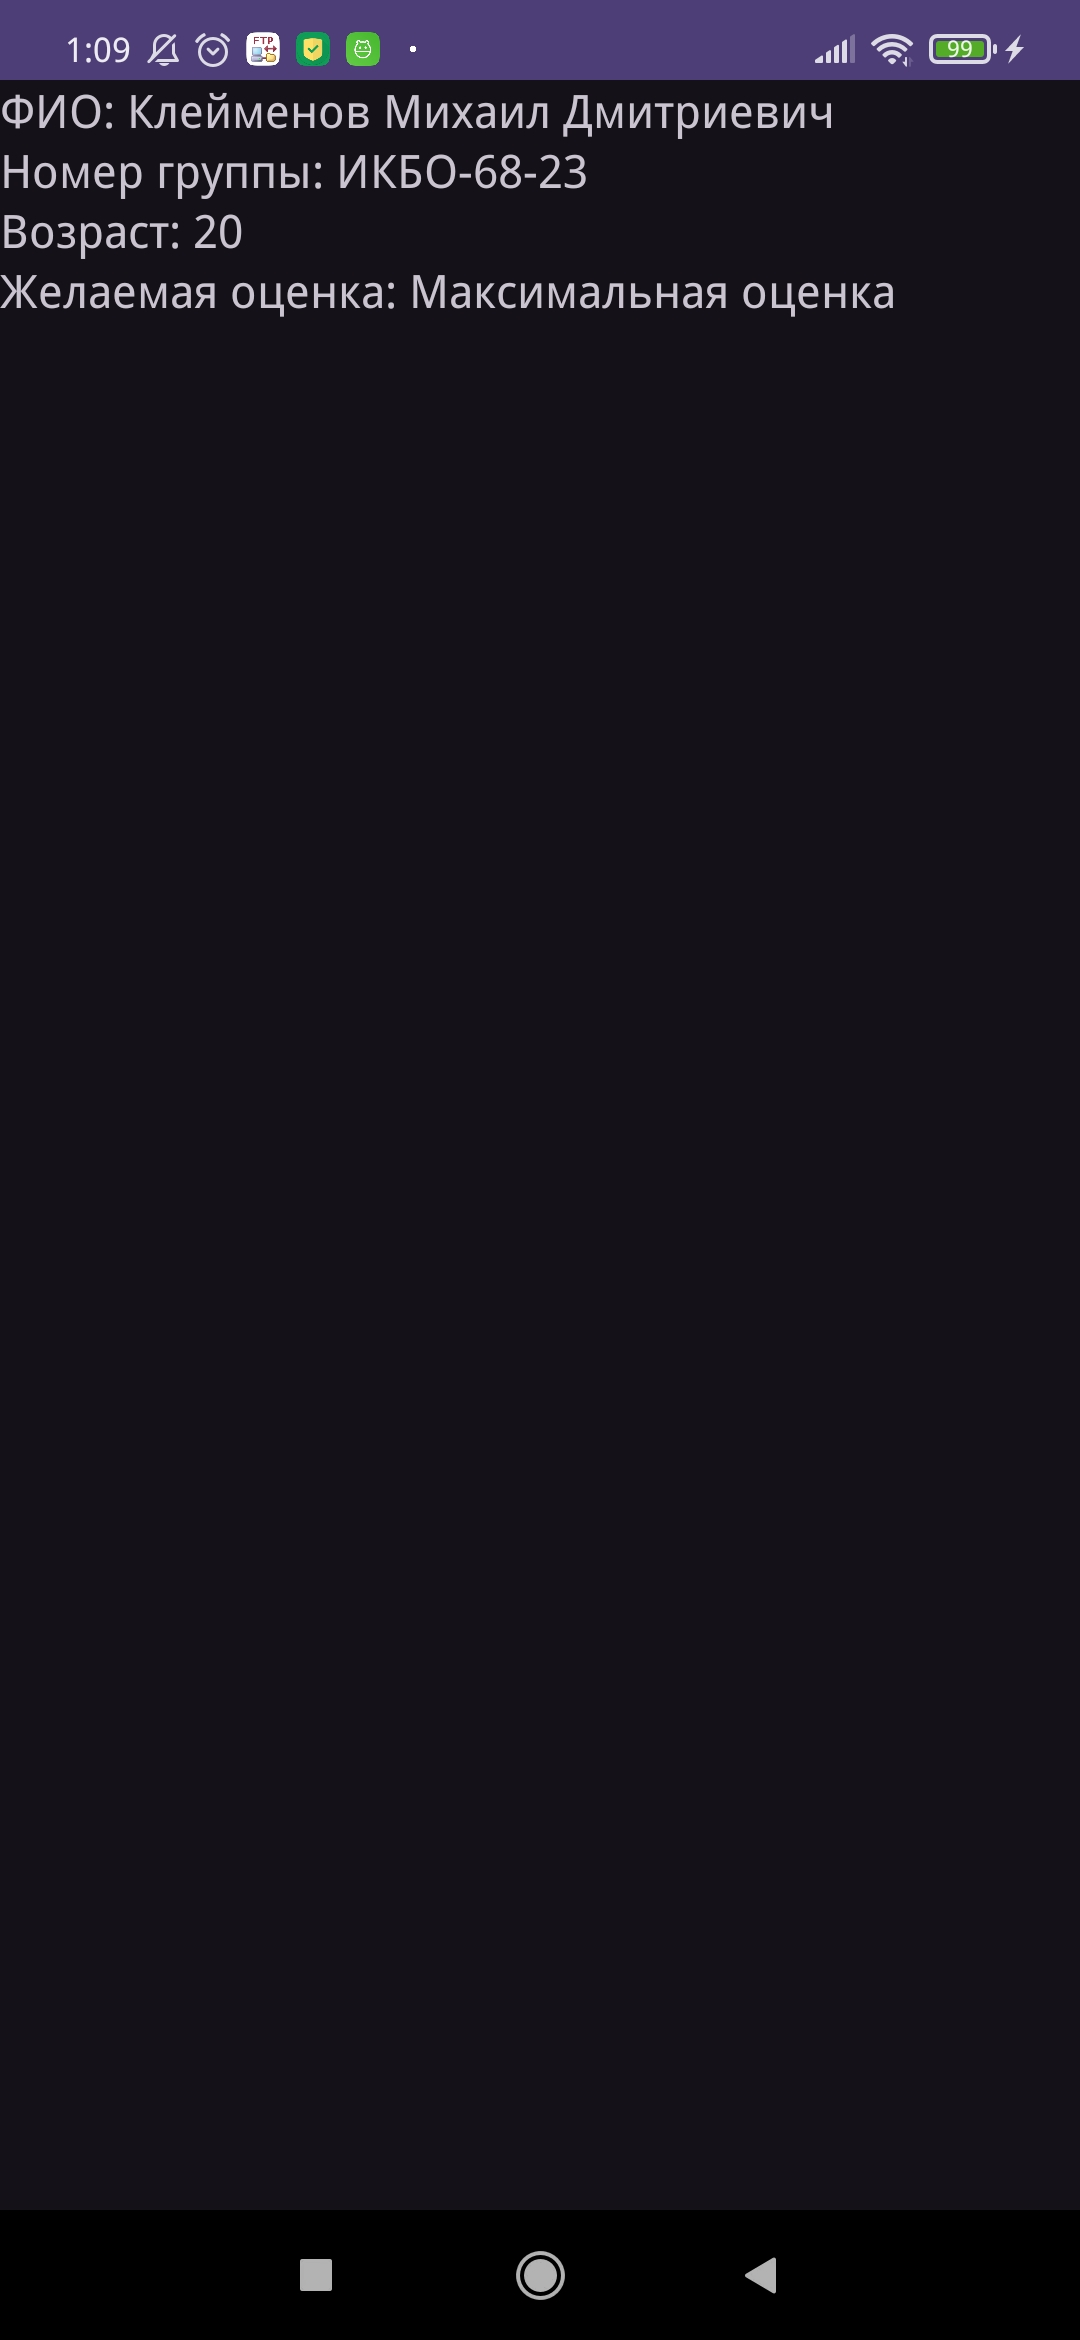 1:09
FTP
99
ФИО: Клейменов Михаил Дмитриевич
Номер группы: ИКБО-68-23
Возраст: 20
Желаемая оценка: Максимальная оценка